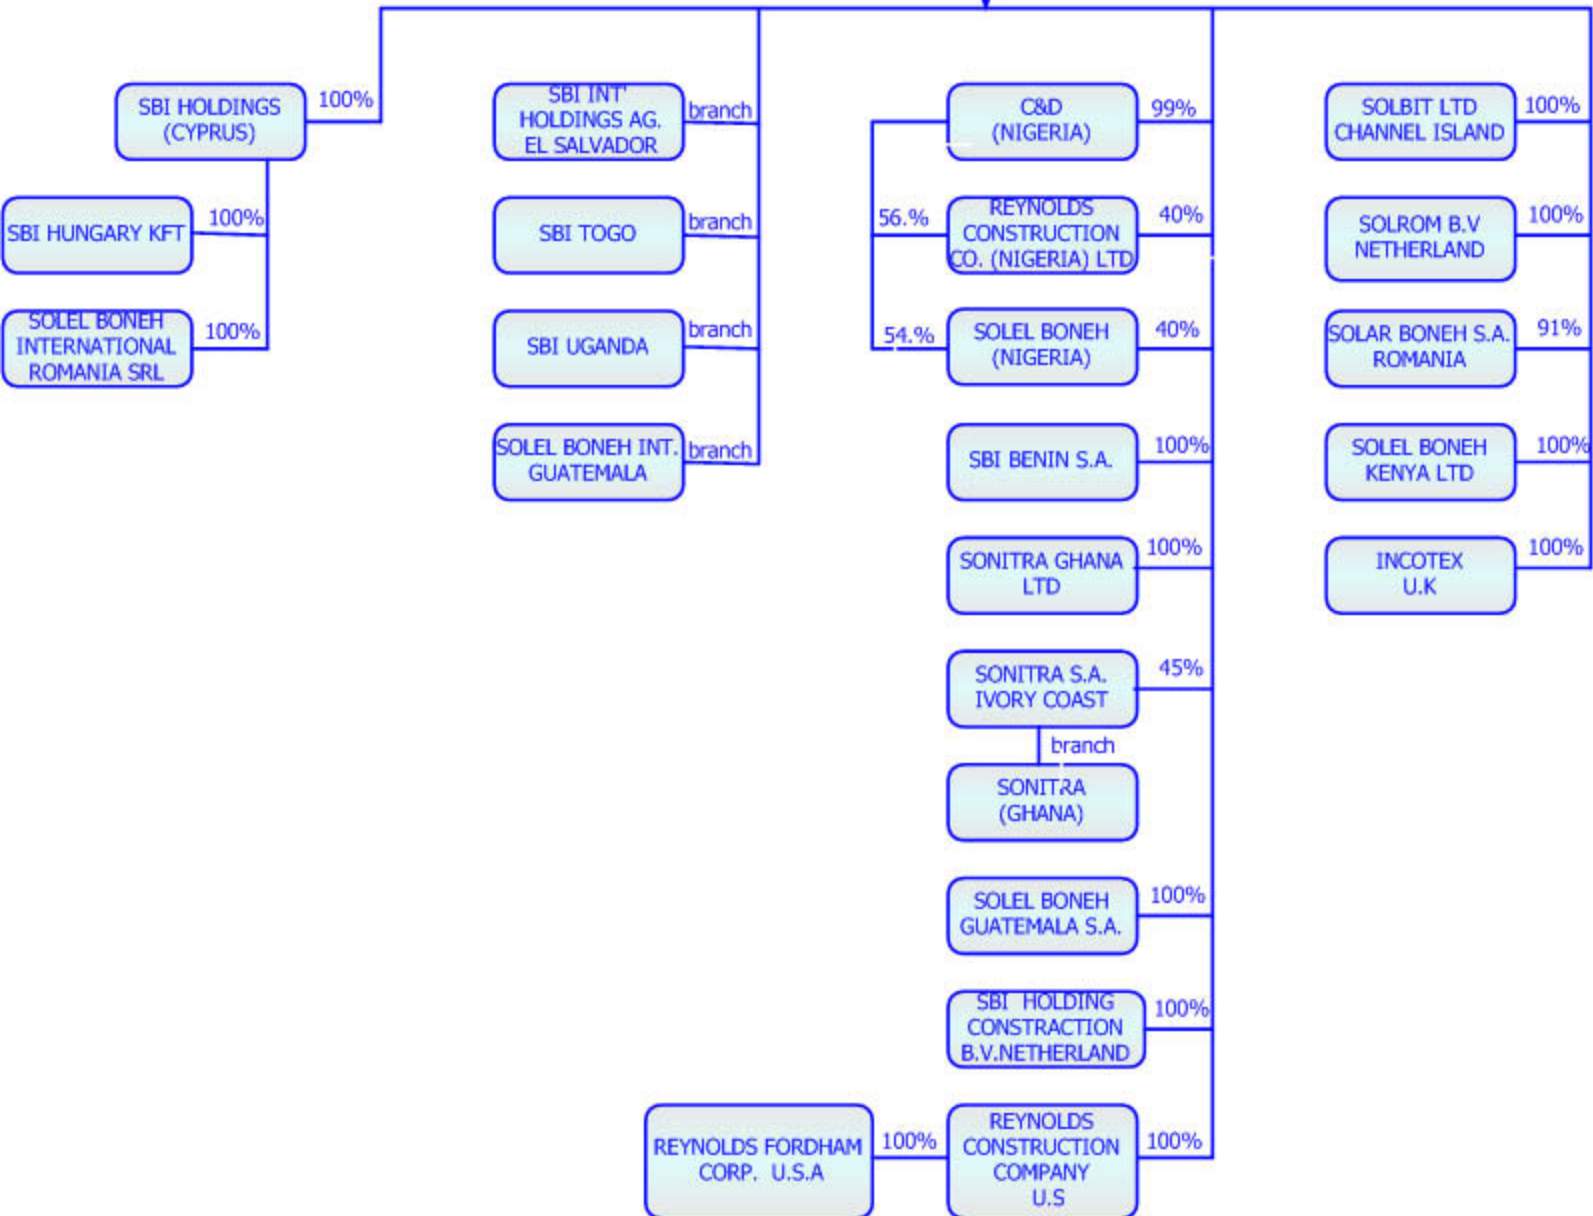 SBI HOLDINGS
(CYPRUS)
100%
SBI HUNGARY KFT
100%
SOLEL BONEH
INTERNATIONAL
ROMANIA SRL
100%
SBI INT'
HOLDINGS AG.
EL SALVADOR
branch
SBI TOGO
branch
SBI UGANDA
branch
SOLEL BONEH INT.
GUATEMALA
branch
C&D
(NIGERIA)
99%
56.%
REYNOLDS
CONSTRUCTION
CO. (NIGERIA) LTD
40%
54.%
SOLEL BONEH
(NIGERIA)
40%
SBI BENIN S.A.
100%
SONITRA GHANA
LTD
100%
SONITRA S.A.
IVORY COAST
45%
branch
SONITRA
(GHANA)
SOLEL BONEH
GUATEMALA S.A.
100%
SBI HOLDING
CONSTRACTION
B.V.NETHERLAND
100%
REYNOLDS FORDHAM
CORP. U.S.A
100%
REYNOLDS
CONSTRUCTION
COMPANY
U.S
100%
SOLBIT LTD
CHANNEL ISLAND
100%
SOLROM B.V
NETHERLAND
100%
SOLAR BONEH S.A.
ROMANIA
91%
SOLEL BONEH
KENYA LTD
100%
INCOTEX
U.K
100%